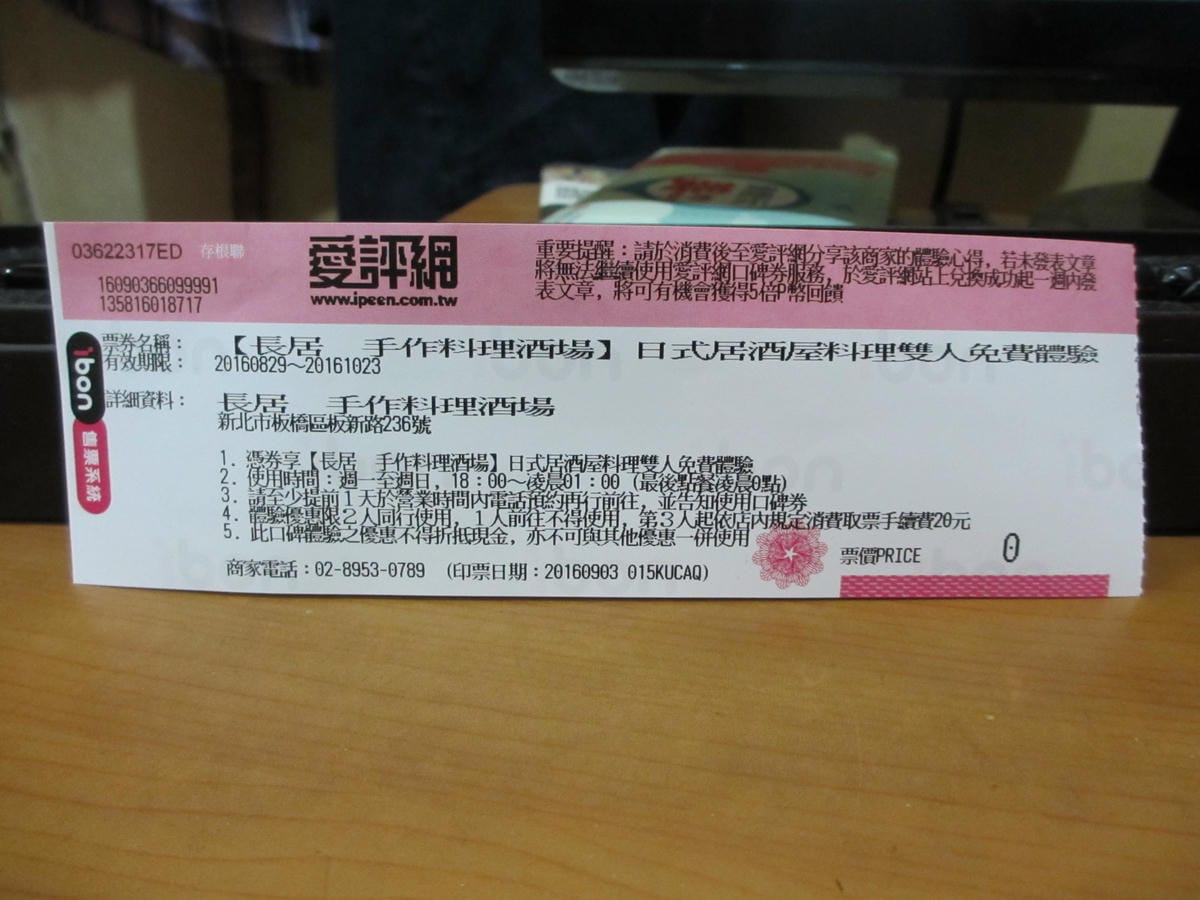 03622317ED 存根聯
16090366099991
135816018717
愛評網
www.ipeen.com.tw
重要提醒：請於消費後至愛評網分享該商家的體驗心得，若未發表文章
將無法繼續使用愛評網口碑券服務，於愛評網站上兌換成功起一週內發
表文章，將可有機會獲得5倍P幣回饋
ibon 售票系統
票券名稱： 【長居 手作料理酒場】日式居酒屋料理雙人免費體驗
有效期限： 20160829～20161023
詳細資料： 長居 手作料理酒場
新北市板橋區板新路236號
1. 憑券享【長居 手作料理酒場】日式居酒屋料理雙人免費體驗
2. 使用時間：週一至週日，18：00～凌晨01：00（最後點餐凌晨0點）
3. 請至少提前1天於營業時間內電話預約再行前往，並告知使用口碑券
4. 體驗優惠限2人同行使用，1人前往不得使用，第3人起依店內規定消費取票手續費20元
5. 此口碑體驗之優惠不得折抵現金，亦不可與其他優惠一併使用
票價PRICE 0
商家電話：02-8953-0789 （印票日期：20160903 015KUCAQ)